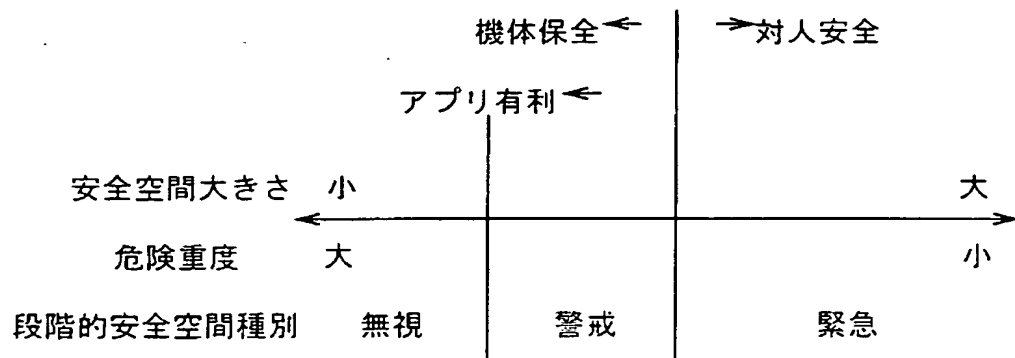 機体保全 対人安全
アプリ有利
安全空間大きさ 小 大
危険重度 大 小
段階的安全空間種別 無視 警戒 緊急